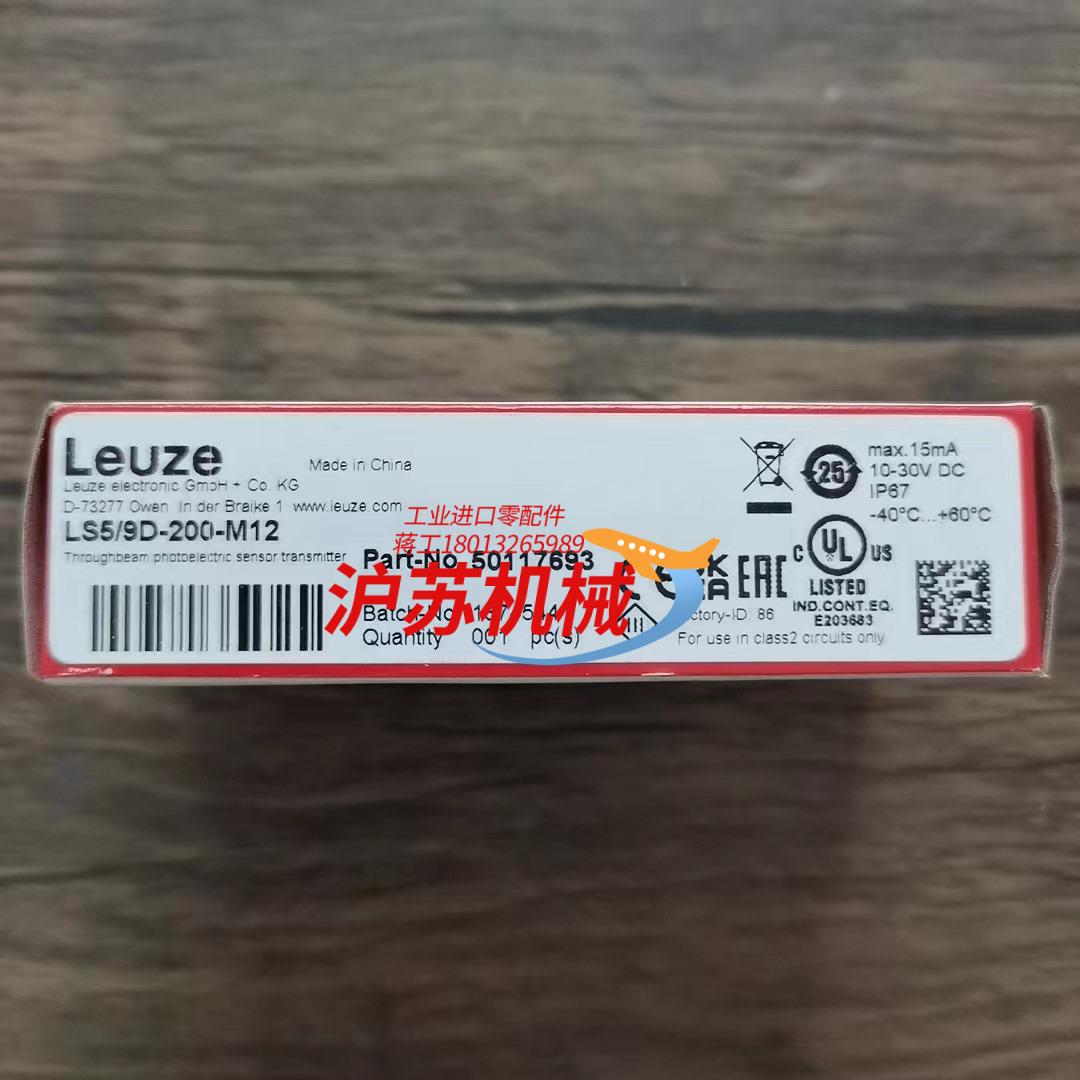 Leuze
Made in China
Leuze electronic GmbH + Co. KG
D-73277 Owen In der Braike 1 www.leuze.com
LS5/9D-200-M12
Throughbeam photoelectric sensor transmitter
工业进口零配件
蒋工18013265989
Part-No. 50117693
沪苏机械
Quantity 001 pc(s)
25
max.15mA
10-30V DC
IP67
-40°C...+60°C
C UL US
LISTED
IND.CONT.EQ.
E203683
EAC
86
For use in class2 circuits only